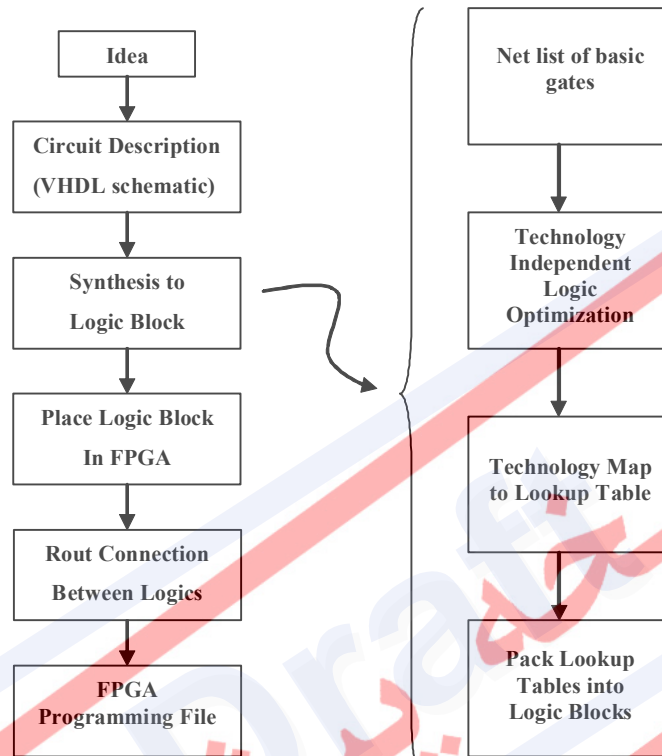 Idea
Circuit Description
(VHDL schematic)
Synthesis to
Logic Block
Place Logic Block
In FPGA
Rout Connection
Between Logics
FPGA
Programming File
Net list of basic
gates
Technology
Independent
Logic
Optimization
Technology Map
to Lookup Table
Pack Lookup
Tables into
Logic Blocks
Draft